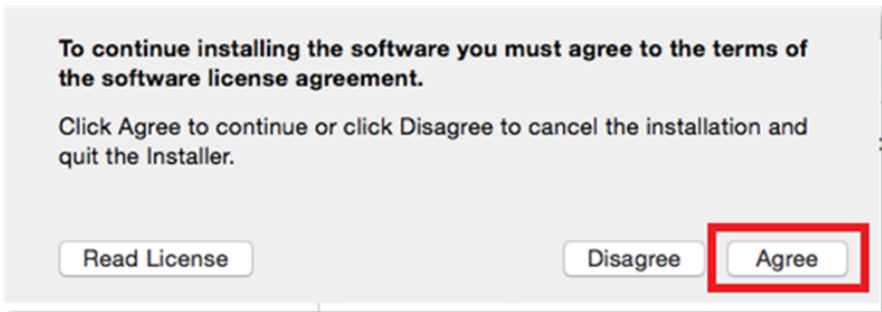 To continue installing the software you must agree to the terms of
the software license agreement.
Click Agree to continue or click Disagree to cancel the installation and
quit the Installer.
Read License
Disagree
Agree